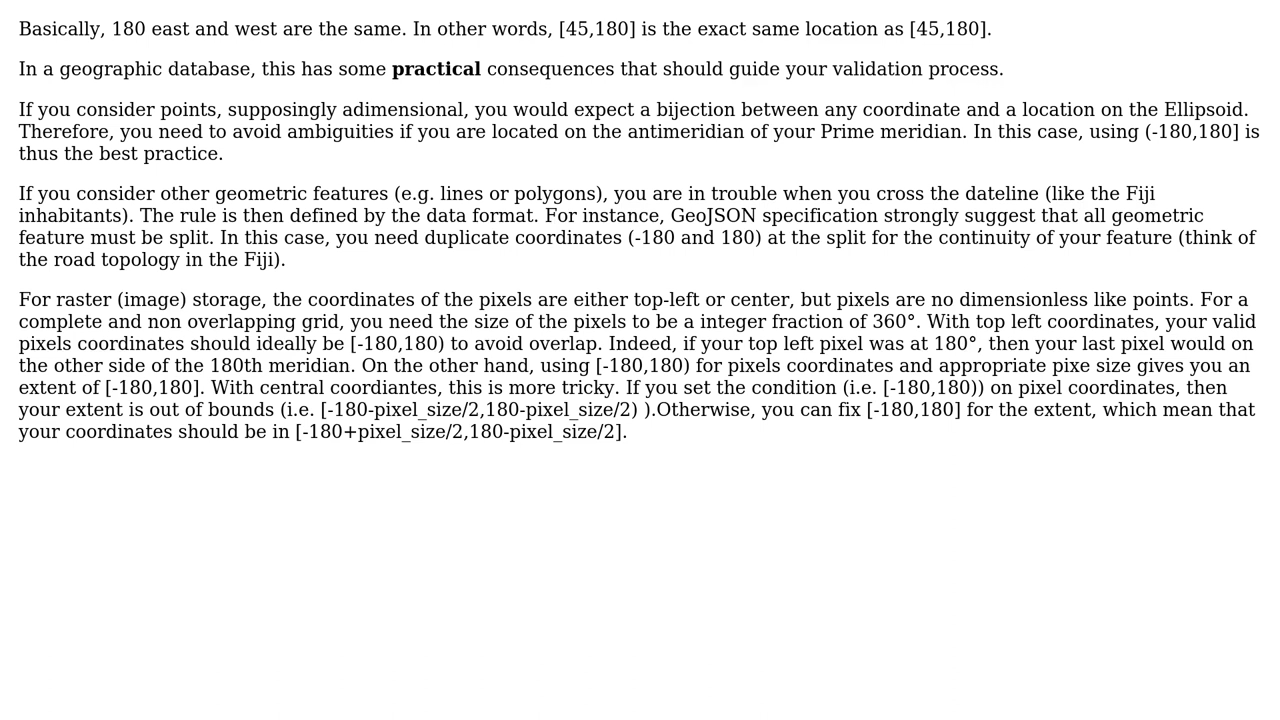 Basically, 180 east and west are the same. In other words, [45,180] is the exact same location as [45,180].
In a geographic database, this has some practical consequences that should guide your validation process.
If you consider points, supposingly adimensional, you would expect a bijection between any coordinate and a location on the Ellipsoid.
Therefore, you need to avoid ambiguities if you are located on the antimeridian of your Prime meridian. In this case, using (-180,180] is
thus the best practice.
If you consider other geometric features (e.g. lines or polygons), you are in trouble when you cross the dateline (like the Fiji
inhabitants). The rule is then defined by the data format. For instance, GeoJSON specification strongly suggest that all geometric
feature must be split. In this case, you need duplicate coordinates (-180 and 180) at the split for the continuity of your feature (think of
the road topology in the Fiji).
For raster (image) storage, the coordinates of the pixels are either top-left or center, but pixels are no dimensionless like points. For a
complete and non overlapping grid, you need the size of the pixels to be a integer fraction of 360°. With top left coordinates, your valid
pixels coordinates should ideally be [-180,180) to avoid overlap. Indeed, if your top left pixel was at 180°, then your last pixel would on
the other side of the 180th meridian. On the other hand, using [-180,180) for pixels coordinates and appropriate pixe size gives you an
extent of [-180,180]. With central coordiantes, this is more tricky. If you set the condition (i.e. [-180,180)) on pixel coordinates, then
your extent is out of bounds (i.e. [-180-pixel_size/2,180-pixel_size/2) ).Otherwise, you can fix [-180,180] for the extent, which mean that
your coordinates should be in [-180+pixel_size/2,180-pixel_size/2].